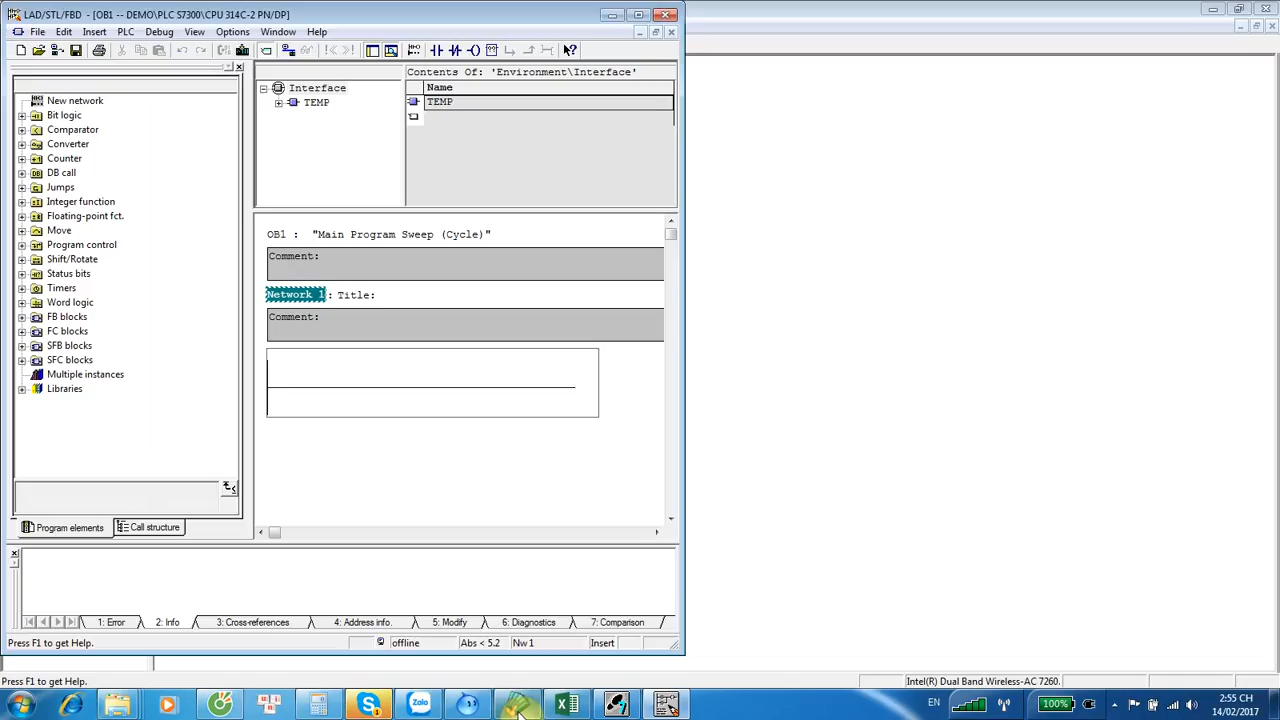 LAD/STL/FBD - [OB1 -- DEMO\PLC S7300\CPU 314C-2 PN/DP]
File Edit Insert PLC Debug View Options Window Help
Contents Of: 'Environment\Interface'
Interface
TEMP
Name
TEMP
New network
Bit logic
Comparator
Converter
Counter
DB call
Jumps
Integer function
Floating-point fct.
Move
Program control
Shift/Rotate
Status bits
Timers
Word logic
FB blocks
FC blocks
SFB blocks
SFC blocks
Multiple instances
Libraries
OB1 : "Main Program Sweep (Cycle)"
Comment:
Network 1: Title:
Comment:
Program elements Call structure
1: Error 2: Info 3: Cross-references 4: Address info. 5: Modify 6: Diagnostics 7: Comparison
Press F1 to get Help. offline Abs < 5.2 Nw 1 Insert
Press F1 to get Help. Intel(R) Dual Band Wireless-AC 7260.
Zalo
EN 100% 2:55 CH
14/02/2017